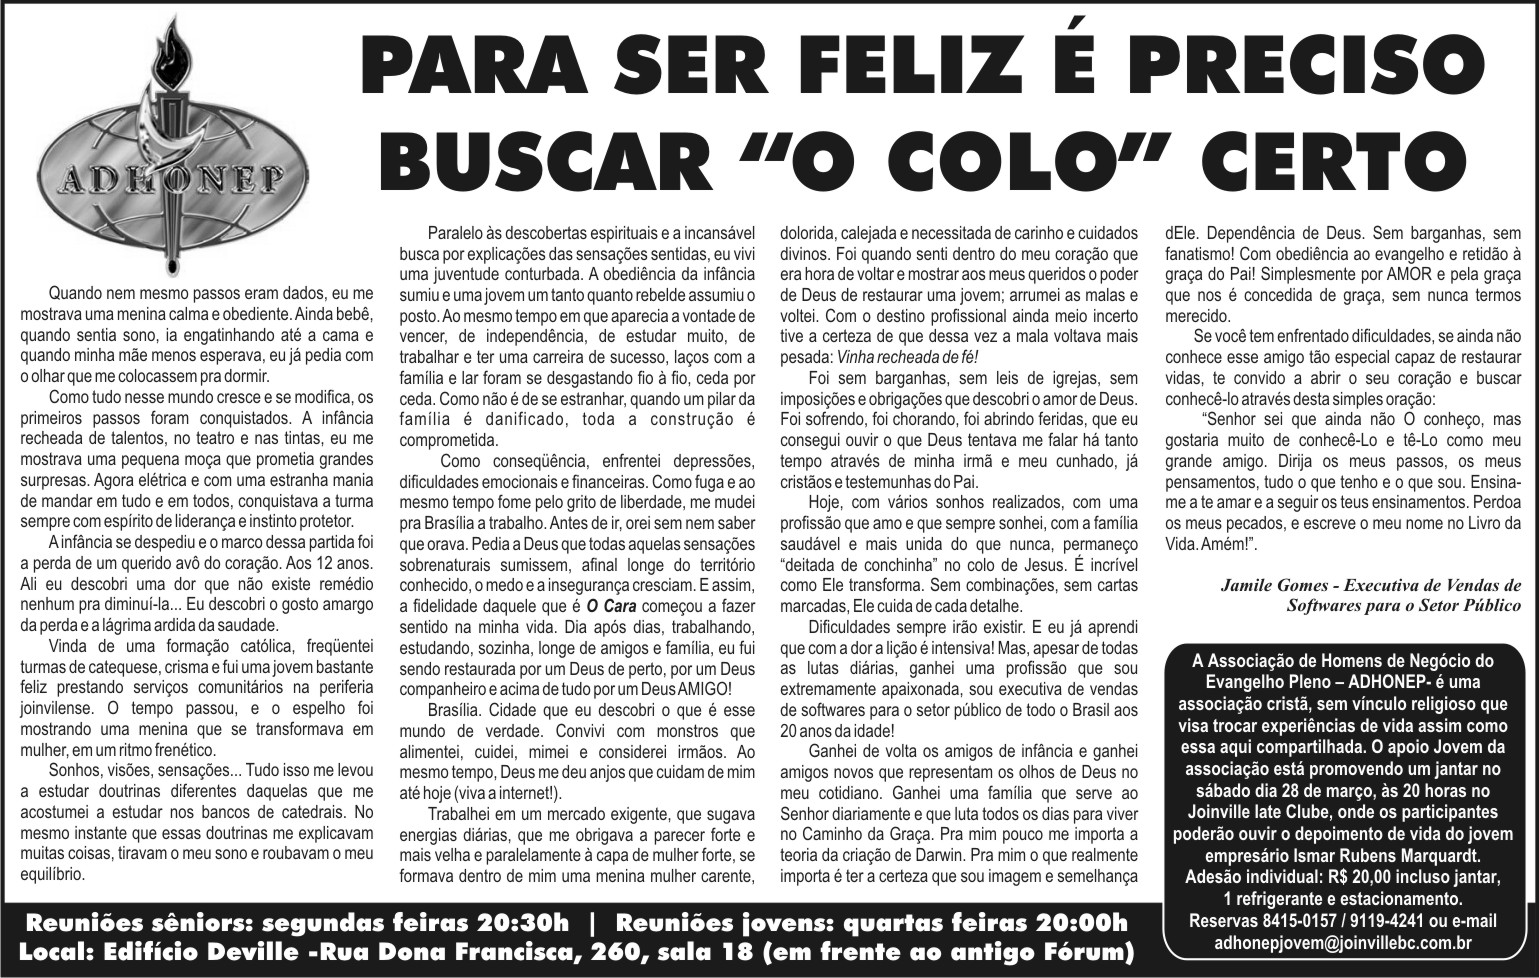 ADHONEP
PARA SER FELIZ É PRECISO
BUSCAR “O COLO” CERTO
Quando nem mesmo passos eram dados, eu me
mostrava uma menina calma e obediente. Ainda bebê,
quando sentia sono, ia engatinhando até a cama e
quando minha mãe menos esperava, eu já pedia com
o olhar que me colocassem pra dormir.
Como tudo nesse mundo cresce e se modifica, os
primeiros passos foram conquistados. A infância
recheada de talentos, no teatro e nas tintas, eu me
mostrava uma pequena moça que prometia grandes
surpresas. Agora elétrica e com uma estranha mania
de mandar em tudo e em todos, conquistava a turma
sempre com espírito de liderança e instinto protetor.
A infância se despediu e o marco dessa partida foi
a perda de um querido avô do coração. Aos 12 anos.
Ali eu descobri uma dor que não existe remédio
nenhum pra diminuí-la... Eu descobri o gosto amargo
da perda e a lágrima ardida da saudade.
Vinda de uma formação católica, freqüentei
turmas de catequese, crisma e fui uma jovem bastante
feliz prestando serviços comunitários na periferia
joinvilense. O tempo passou, e o espelho foi
mostrando uma menina que se transformava em
mulher, em um ritmo frenético.
Sonhos, visões, sensações... Tudo isso me levou
a estudar doutrinas diferentes daquelas que me
acostumei a estudar nos bancos de catedrais. No
mesmo instante que essas doutrinas me explicavam
muitas coisas, tiravam o meu sono e roubavam o meu
equilíbrio.
Paralelo às descobertas espirituais e a incansável
busca por explicações das sensações sentidas, eu vivi
uma juventude conturbada. A obediência da infância
sumiu e uma jovem um tanto quanto rebelde assumiu o
posto. Ao mesmo tempo em que aparecia a vontade de
vencer, de independência, de estudar muito, de
trabalhar e ter uma carreira de sucesso, laços com a
família e lar foram se desgastando fio à fio, ceda por
ceda. Como não é de se estranhar, quando um pilar da
família é danificado, toda a construção é
comprometida.
Como conseqüência, enfrentei depressões,
dificuldades emocionais e financeiras. Como fuga e ao
mesmo tempo fome pelo grito de liberdade, me mudei
pra Brasília a trabalho. Antes de ir, orei sem nem saber
que orava. Pedia a Deus que todas aquelas sensações
sobrenaturais sumissem, afinal longe do território
conhecido, o medo e a insegurança cresciam. E assim,
a fidelidade daquele que é O Cara começou a fazer
sentido na minha vida. Dia após dias, trabalhando,
estudando, sozinha, longe de amigos e família, eu fui
sendo restaurada por um Deus de perto, por um Deus
companheiro e acima de tudo por um Deus AMIGO!
Brasília. Cidade que eu descobri o que é esse
mundo de verdade. Convivi com monstros que
alimentei, cuidei, mimei e considerei irmãos. Ao
mesmo tempo, Deus me deu anjos que cuidam de mim
até hoje (viva a internet!).
Trabalhei em um mercado exigente, que sugava
energias diárias, que me obrigava a parecer forte e
mais velha e paralelamente à capa de mulher forte, se
formava dentro de mim uma menina mulher carente,
dolorida, calejada e necessitada de carinho e cuidados
divinos. Foi quando senti dentro do meu coração que
era hora de voltar e mostrar aos meus queridos o poder
de Deus de restaurar uma jovem; arrumei as malas e
voltei. Com o destino profissional ainda meio incerto
tive a certeza de que dessa vez a mala voltava mais
pesada: Vinha recheada de fé!
Foi sem barganhas, sem leis de igrejas, sem
imposições e obrigações que descobri o amor de Deus.
Foi sofrendo, foi chorando, foi abrindo feridas, que eu
consegui ouvir o que Deus tentava me falar há tanto
tempo através de minha irmã e meu cunhado, já
cristãos e testemunhas do Pai.
Hoje, com vários sonhos realizados, com uma
profissão que amo e que sempre sonhei, com a família
saudável e mais unida do que nunca, permaneço
“deitada de conchinha” no colo de Jesus. É incrível
como Ele transforma. Sem combinações, sem cartas
marcadas, Ele cuida de cada detalhe.
Dificuldades sempre irão existir. E eu já aprendi
que com a dor a lição é intensiva! Mas, apesar de todas
as lutas diárias, ganhei uma profissão que sou
extremamente apaixonada, sou executiva de vendas
de softwares para o setor público de todo o Brasil aos
20 anos da idade!
Ganhei de volta os amigos de infância e ganhei
amigos novos que representam os olhos de Deus no
meu cotidiano. Ganhei uma família que serve ao
Senhor diariamente e que luta todos os dias para viver
no Caminho da Graça. Pra mim pouco me importa a
teoria da criação de Darwin. Pra mim o que realmente
importa é ter a certeza que sou imagem e semelhança
dEle. Dependência de Deus. Sem barganhas, sem
fanatismo! Com obediência ao evangelho e retidão à
graça do Pai! Simplesmente por AMOR e pela graça
que nos é concedida de graça, sem nunca termos
merecido.
Se você tem enfrentado dificuldades, se ainda não
conhece esse amigo tão especial capaz de restaurar
vidas, te convido a abrir o seu coração e buscar
conhecê-lo através desta simples oração:
“Senhor sei que ainda não O conheço, mas
gostaria muito de conhecê-Lo e tê-Lo como meu
grande amigo. Dirija os meus passos, os meus
pensamentos, tudo o que tenho e o que sou. Ensina-
me a te amar e a seguir os teus ensinamentos. Perdoa
os meus pecados, e escreve o meu nome no Livro da
Vida. Amém!”.
Jamile Gomes - Executiva de Vendas de
Softwares para o Setor Público
A Associação de Homens de Negócio do
Evangelho Pleno – ADHONEP- é uma
associação cristã, sem vínculo religioso que
visa trocar experiências de vida assim como
essa aqui compartilhada. O apoio Jovem da
associação está promovendo um jantar no
sábado dia 28 de março, às 20 horas no
Joinville Iate Clube, onde os participantes
poderão ouvir o depoimento de vida do jovem
empresário Ismar Rubens Marquardt.
Adesão individual: R$ 20,00 incluso jantar,
1 refrigerante e estacionamento.
Reservas 8415-0157 / 9119-4241 ou e-mail
adhonepjovem@joinvillebc.com.br
Reuniões sêniors: segundas feiras 20:30h | Reuniões jovens: quartas feiras 20:00h
Local: Edifício Deville -Rua Dona Francisca, 260, sala 18 (em frente ao antigo Fórum)